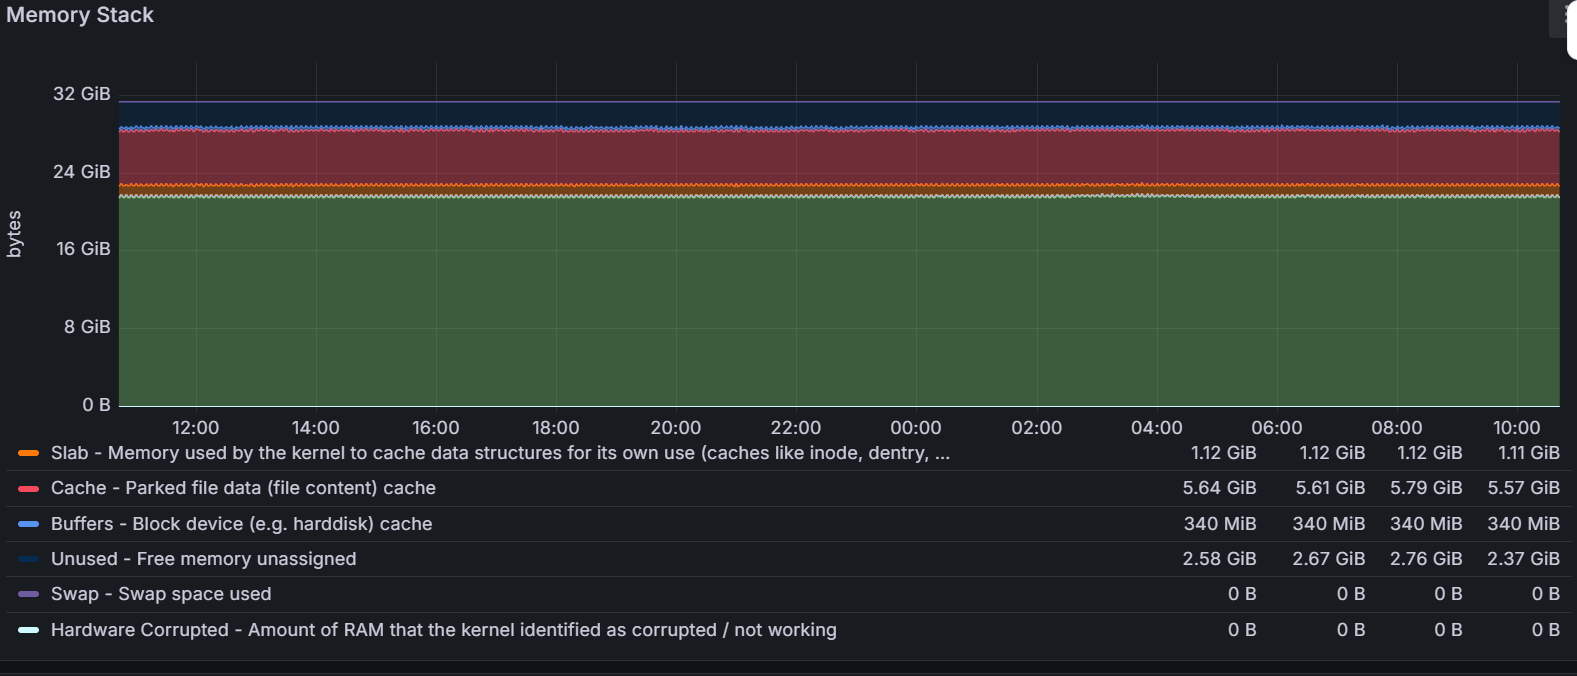 Memory Stack
32 GiB
24 GiB
16 GiB
8 GiB
0 B
bytes
12:00 14:00 16:00 18:00 20:00 22:00 00:00 02:00 04:00 06:00 08:00 10:00
Slab - Memory used by the kernel to cache data structures for its own use (caches like inode, dentry, ... 1.12 GiB 1.12 GiB 1.12 GiB 1.11 GiB
Cache - Parked file data (file content) cache 5.64 GiB 5.61 GiB 5.79 GiB 5.57 GiB
Buffers - Block device (e.g. harddisk) cache 340 MiB 340 MiB 340 MiB 340 MiB
Unused - Free memory unassigned 2.58 GiB 2.67 GiB 2.76 GiB 2.37 GiB
Swap - Swap space used 0 B 0 B 0 B 0 B
Hardware Corrupted - Amount of RAM that the kernel identified as corrupted / not working 0 B 0 B 0 B 0 B